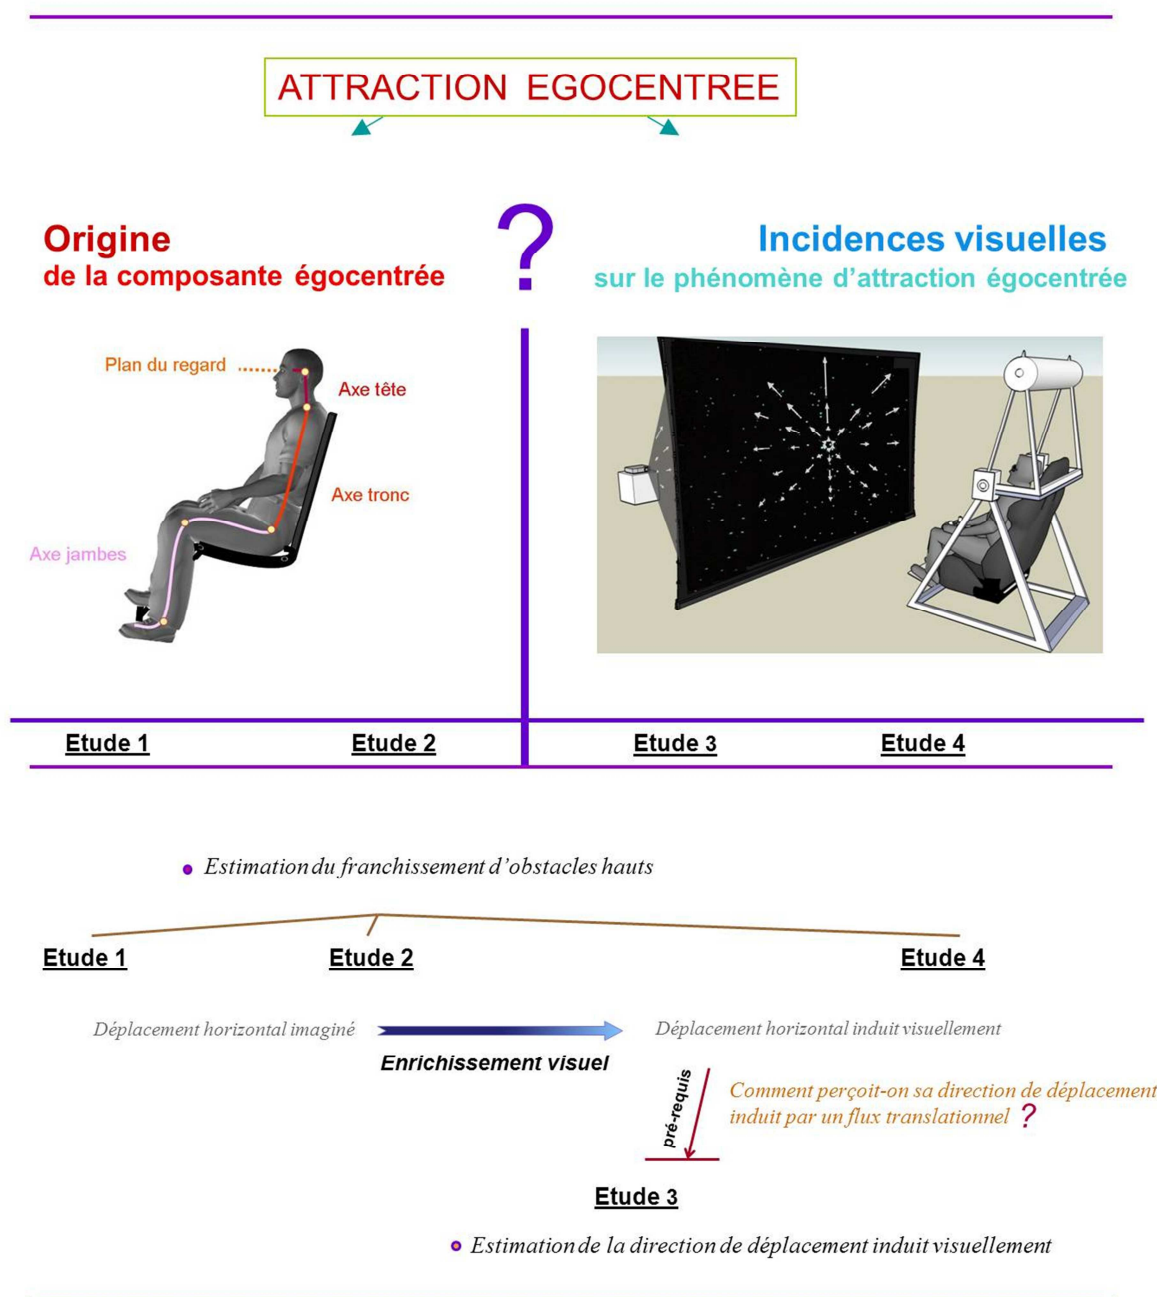 ATTRACTION EGOCENTREE
?
Origine
de la composante égocentrée
Incidences visuelles
sur le phénomène d'attraction égocentrée
Plan du regard
Axe tête
Axe tronc
Axe jambes
Etude 1
Etude 2
Etude 3
Etude 4
Estimation du franchissement d'obstacles hauts
Etude 1
Etude 2
Etude 4
Déplacement horizontal imaginé
Enrichissement visuel
Déplacement horizontal induit visuellement
pré-requis
Comment perçoit-on sa direction de déplacement
induit par un flux translationnel ?
Etude 3
Estimation de la direction de déplacement induit visuellement